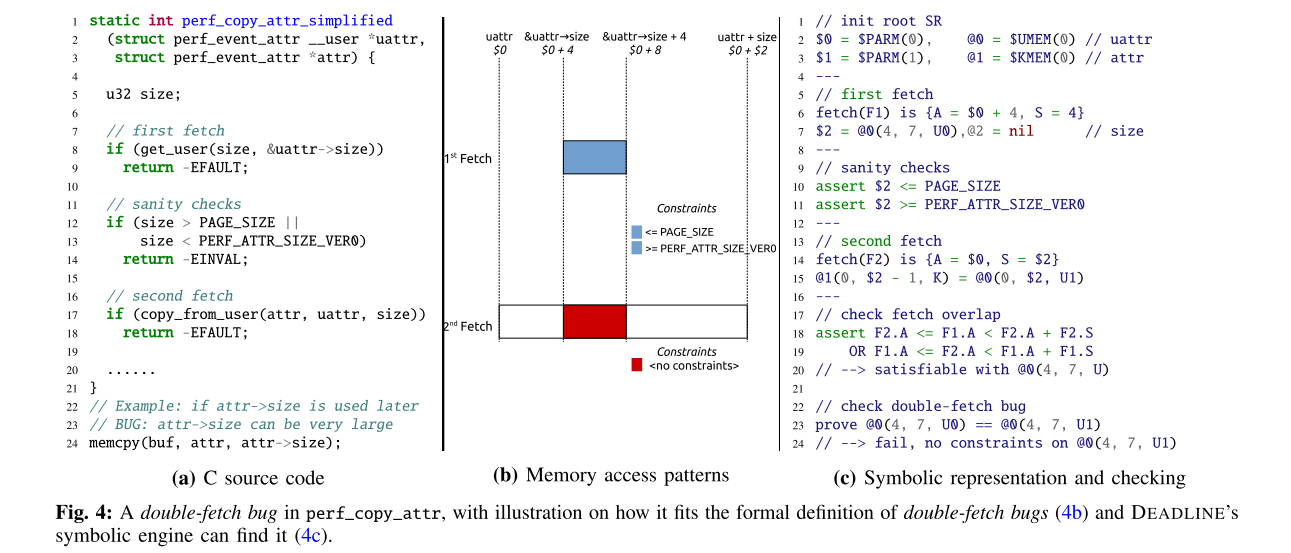 1 static int perf_copy_attr_simplified
2 (struct perf_event_attr __user *uattr,
3 struct perf_event_attr *attr) {
4
5 u32 size;
6
7 // first fetch
8 if (get_user(size, &uattr->size))
9 return -EFAULT;
10
11 // sanity checks
12 if (size > PAGE_SIZE ||
13 size < PERF_ATTR_SIZE_VER0)
14 return -EINVAL;
15
16 // second fetch
17 if (copy_from_user(attr, uattr, size))
18 return -EFAULT;
19
20 ......
21 }
22 // Example: if attr->size is used later
23 // BUG: attr->size can be very large
24 memcpy(buf, attr, attr->size);
(a) C source code
uattr &uattr→size &uattr→size + 4 uattr + size
$0 $0 + 4 $0 + 8 $0 + $2
1st Fetch
Constraints
<= PAGE_SIZE
>= PERF_ATTR_SIZE_VER0
2nd Fetch
Constraints
<no constraints>
(b) Memory access patterns
1 // init root SR
2 $0 = $PARM(0), @0 = $UMEM(0) // uattr
3 $1 = $PARM(1), @1 = $KMEM(0) // attr
4 ---
5 // first fetch
6 fetch(F1) is {A = $0 + 4, S = 4}
7 $2 = @0(4, 7, U0),@2 = nil // size
8 ---
9 // sanity checks
10 assert $2 <= PAGE_SIZE
11 assert $2 >= PERF_ATTR_SIZE_VER0
12 ---
13 // second fetch
14 fetch(F2) is {A = $0, S = $2}
15 @1(0, $2 - 1, K) = @0(0, $2, U1)
16 ---
17 // check fetch overlap
18 assert F2.A <= F1.A < F2.A + F2.S
19 OR F1.A <= F2.A < F1.A + F1.S
20 // --> satisfiable with @0(4, 7, U)
21
22 // check double-fetch bug
23 prove @0(4, 7, U0) == @0(4, 7, U1)
24 // --> fail, no constraints on @0(4, 7, U1)
(c) Symbolic representation and checking
Fig. 4: A double-fetch bug in perf_copy_attr, with illustration on how it fits the formal definition of double-fetch bugs (4b) and DEADLINE's
symbolic engine can find it (4c).